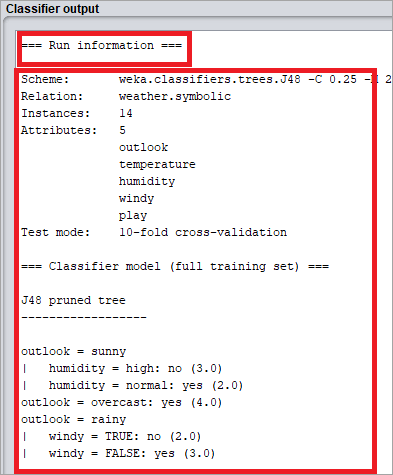 Classifier output
=== Run information ===
Scheme: weka.classifiers.trees.J48 -C 0.25 - 2
Relation: weather.symbolic
Instances: 14
Attributes: 5
outlook
temperature
humidity
windy
play
Test mode: 10-fold cross-validation
=== Classifier model (full training set) ===
J48 pruned tree
------------------
outlook = sunny
|   humidity = high: no (3.0)
|   humidity = normal: yes (2.0)
outlook = overcast: yes (4.0)
outlook = rainy
|   windy = TRUE: no (2.0)
|   windy = FALSE: yes (3.0)